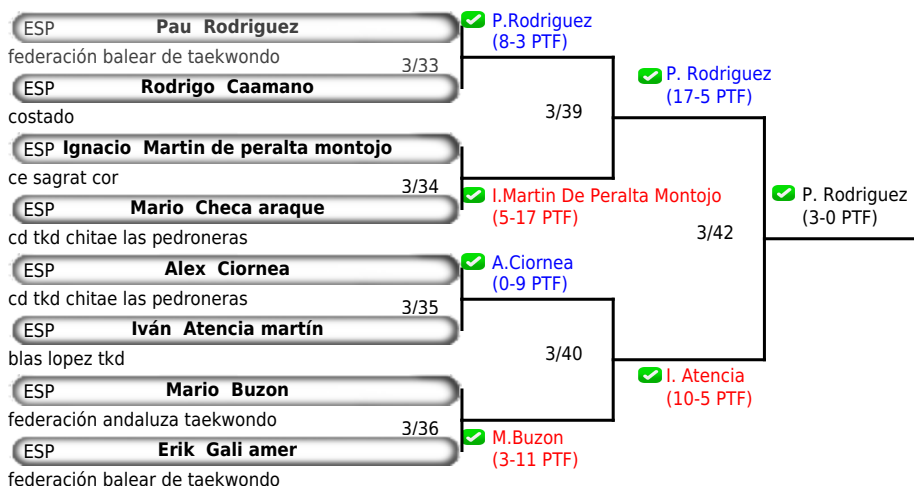 ESP Pau Rodriguez
federación balear de taekwondo
3/33
ESP Rodrigo Caamano
costado
ESP Ignacio Martin de peralta montojo
ce sagrat cor
3/34
ESP Mario Checa araque
cd tkd chitae las pedroneras
ESP Alex Ciornea
cd tkd chitae las pedroneras
3/35
ESP Iván Atencia martín
blas lopez tkd
ESP Mario Buzon
federación andaluza taekwondo
3/36
ESP Erik Gali amer
federación balear de taekwondo
P.Rodriguez
(8-3 PTF)
3/39
I.Martin De Peralta Montojo
(5-17 PTF)
A.Ciornea
(0-9 PTF)
3/40
M.Buzon
(3-11 PTF)
P. Rodriguez
(17-5 PTF)
3/42
I. Atencia
(10-5 PTF)
P. Rodriguez
(3-0 PTF)